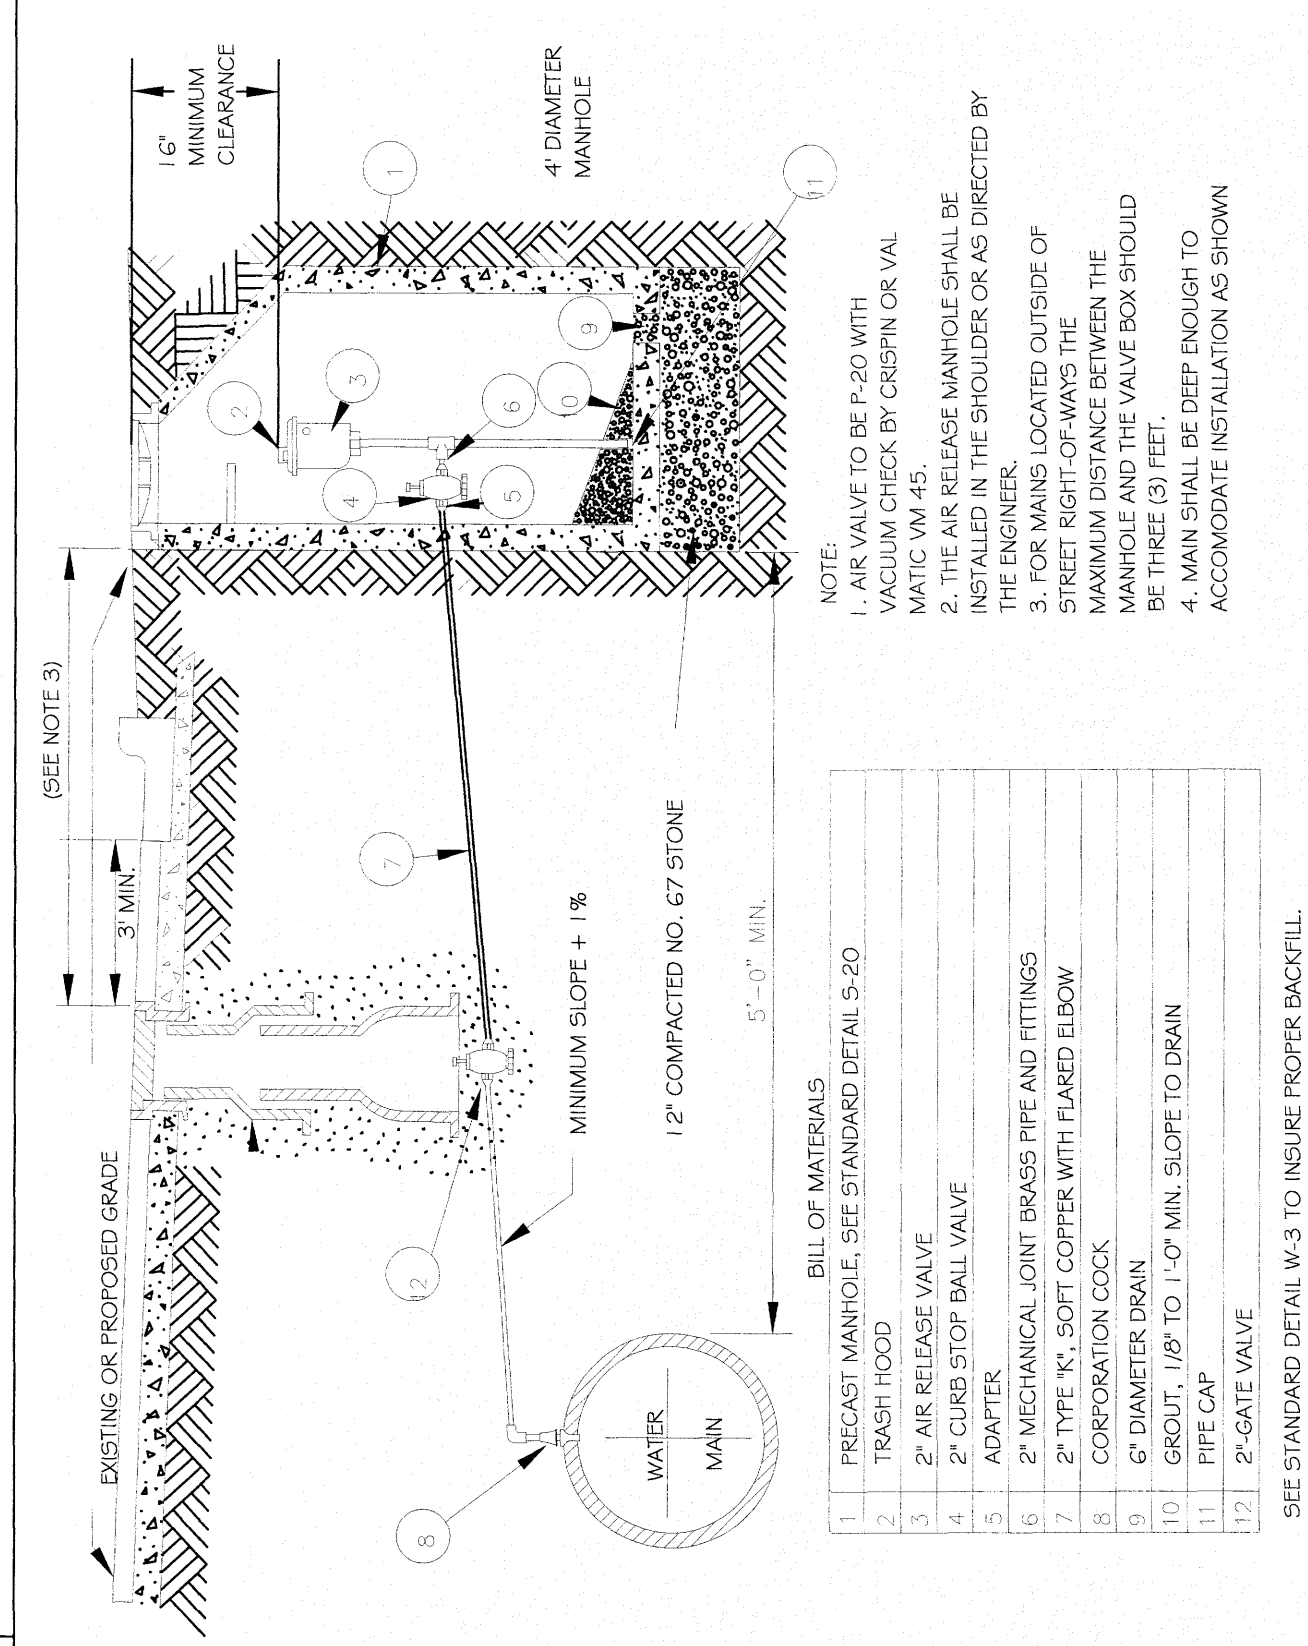 (SEE NOTE 3)
EXISTING OR PROPOSED GRADE
3' MIN.
16"
MINIMUM
CLEARANCE
4' DIAMETER
MANHOLE
1
2
3
4
5
6
7
8
9
10
11
12
MINIMUM SLOPE + 1%
12" COMPACTED NO. 67 STONE
5'-0" MIN.
WATER
MAIN
BILL OF MATERIALS
1 PRECAST MANHOLE, SEE STANDARD DETAIL S-20
2 TRASH HOOD
3 2" AIR RELEASE VALVE
4 2" CURB STOP BALL VALVE
5 ADAPTER
6 2" MECHANICAL JOINT BRASS PIPE AND FITTINGS
7 2" TYPE "K", SOFT COPPER WITH FLARED ELBOW
8 CORPORATION COCK
9 6" DIAMETER DRAIN
10 GROUT, 1/8" TO 1'-0" MIN. SLOPE TO DRAIN
11 PIPE CAP
12 2"-GATE VALVE
SEE STANDARD DETAIL W-3 TO INSURE PROPER BACKFILL.
NOTE:
1. AIR VALVE TO BE P-20 WITH
VACUUM CHECK BY CRISPIN OR VAL
MATIC VM 45.
2. THE AIR RELEASE MANHOLE SHALL BE
INSTALLED IN THE SHOULDER OR AS DIRECTED BY
THE ENGINEER.
3. FOR MAINS LOCATED OUTSIDE OF
STREET RIGHT-OF-WAYS THE
MAXIMUM DISTANCE BETWEEN THE
MANHOLE AND THE VALVE BOX SHOULD
BE THREE (3) FEET.
4. MAIN SHALL BE DEEP ENOUGH TO
ACCOMODATE INSTALLATION AS SHOWN